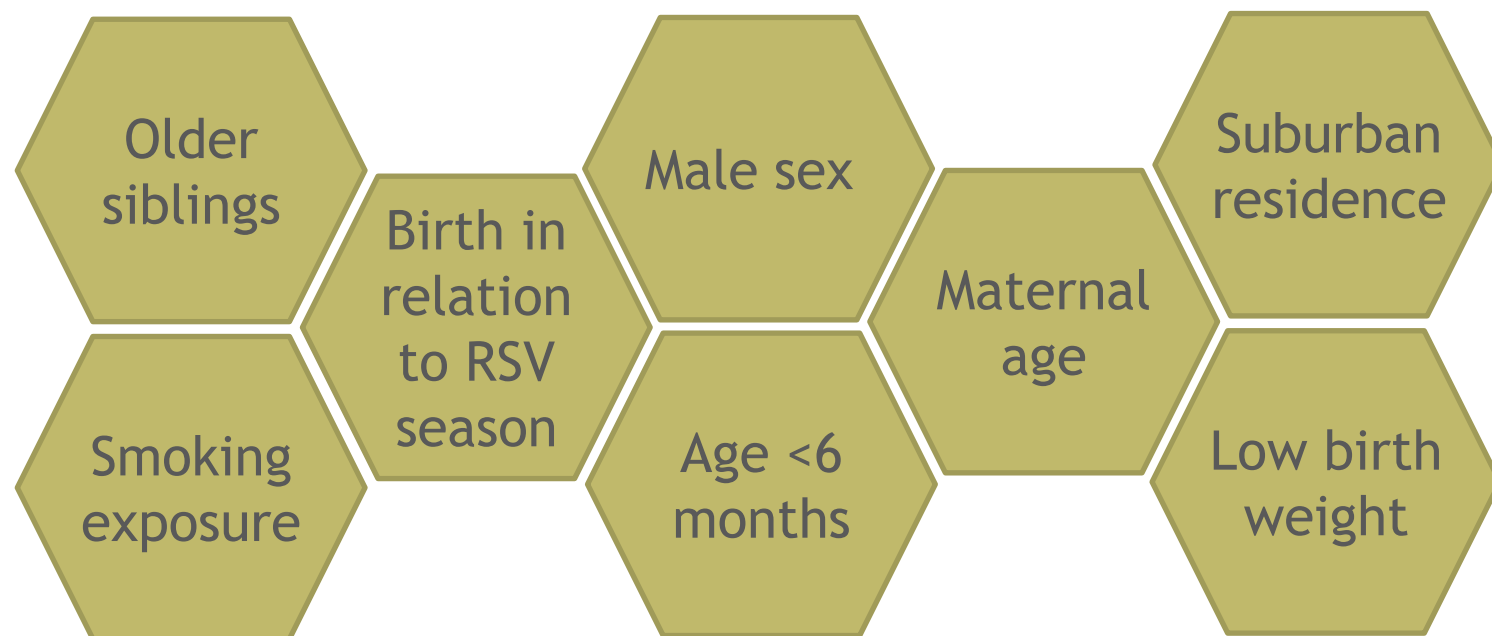 Older
siblings
Smoking
exposure
Birth in
relation
to RSV
season
Male sex
Age <6
months
Maternal
age
Suburban
residence
Low birth
weight